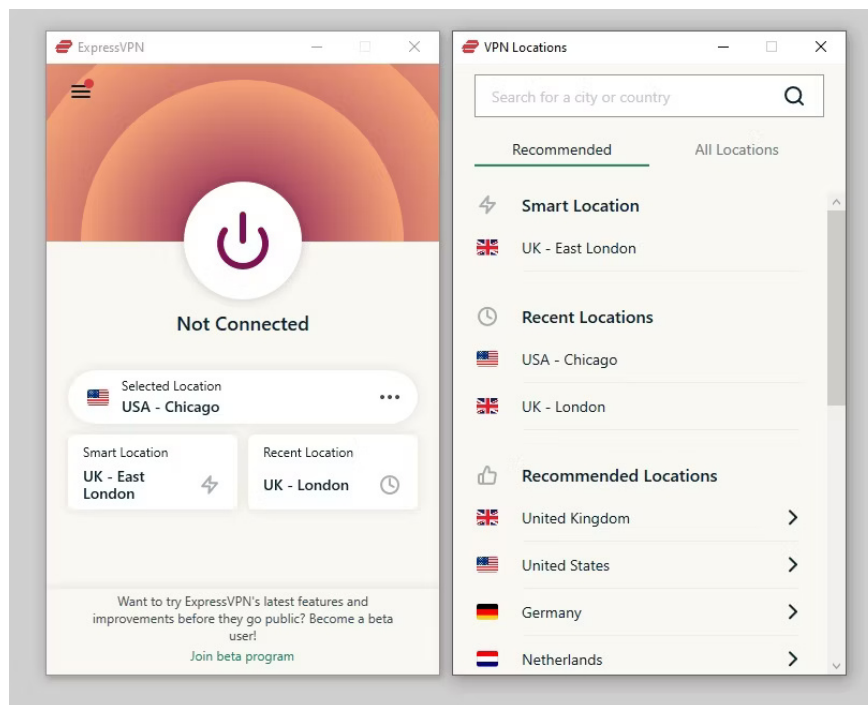 ExpressVPN
Not Connected
Selected Location
USA - Chicago
Smart Location
UK - East
London
Recent Location
UK - London
Want to try ExpressVPN's latest features and
improvements before they go public? Become a beta
user!
Join beta program
VPN Locations
Search for a city or country
Recommended
All Locations
Smart Location
UK - East London
Recent Locations
USA - Chicago
UK - London
Recommended Locations
United Kingdom
United States
Germany
Netherlands